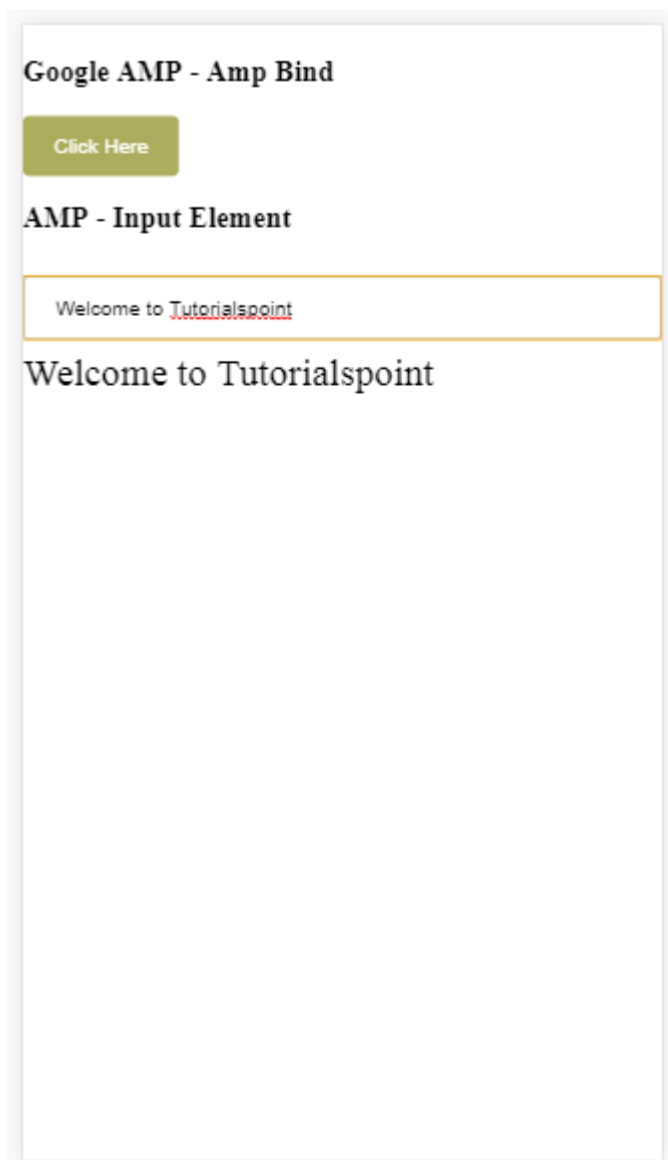 Google AMP - Amp Bind
Click Here
AMP - Input Element
Welcome to Tutorialspoint
Welcome to Tutorialspoint